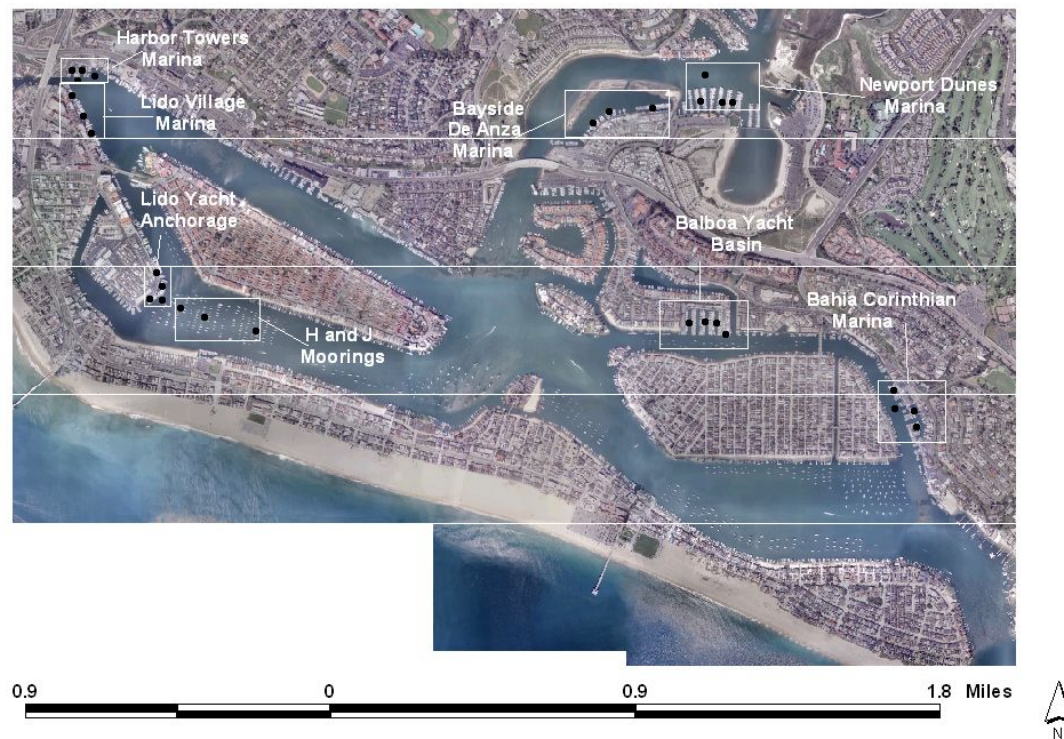 Harbor Towers
Marina
Lido Village
Marina
Bayside
De Anza
Marina
Newport Dunes
Marina
Lido Yacht
Anchorage
Balboa Yacht
Basin
Bahia Corinthian
Marina
H and J
Moorings
0.9 0 0.9 1.8 Miles
N